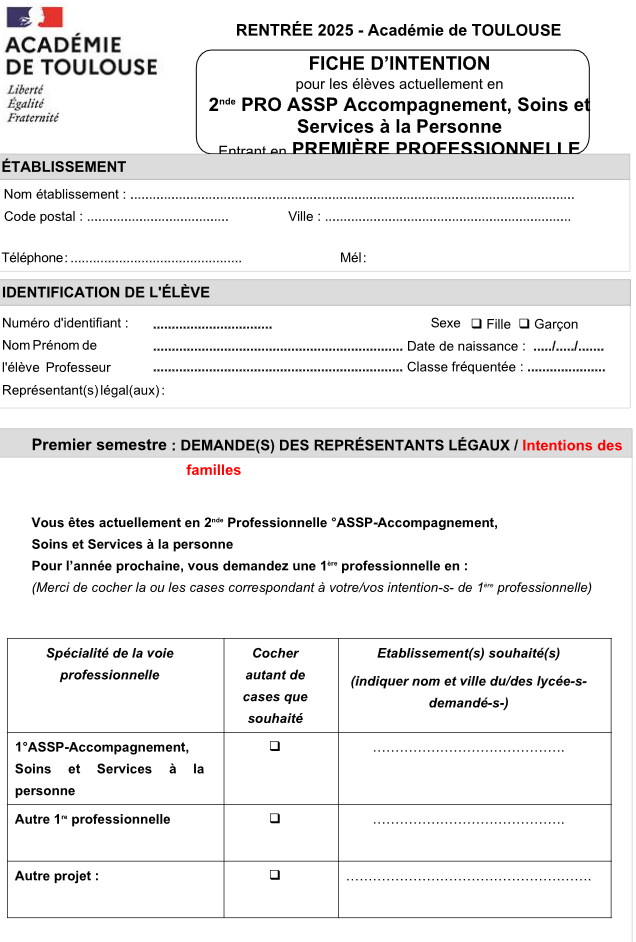 ACADÉMIE
DE TOULOUSE
Liberté
Égalité
Fraternité
RENTRÉE 2025 - Académie de TOULOUSE
FICHE D’INTENTION
pour les élèves actuellement en
2nde PRO ASSP Accompagnement, Soins et
Services à la Personne
Entrant en PREMIÈRE PROFESSIONNELLE
ÉTABLISSEMENT
Nom établissement : ...................................................................................................................
Code postal : ..................................... Ville : ................................................................
Téléphone: ............................................. Mél:
IDENTIFICATION DE L'ÉLÈVE
Numéro d'identifiant : ................................ Sexe ❑ Fille ❑ Garçon
Nom Prénom de ................................................................... Date de naissance : ...../...../.......
l'élève Professeur ................................................................... Classe fréquentée : .....................
Représentant(s) légal(aux):
Premier semestre : DEMANDE(S) DES REPRÉSENTANTS LÉGAUX / Intentions des
familles
Vous êtes actuellement en 2nde Professionnelle °ASSP-Accompagnement,
Soins et Services à la personne
Pour l’année prochaine, vous demandez une 1ère professionnelle en :
(Merci de cocher la ou les cases correspondant à votre/vos intention-s- de 1ère professionnelle)
Spécialité de la voie
professionnelle
Cocher
autant de
cases que
souhaité
Etablissement(s) souhaité(s)
(indiquer nom et ville du/des lycée-s-
demandé-s-)
1°ASSP-Accompagnement,
Soins et Services à la
personne
❑ …………………………………….
Autre 1re professionnelle ❑ …………………………………….
Autre projet : ❑ ……………………………………………….